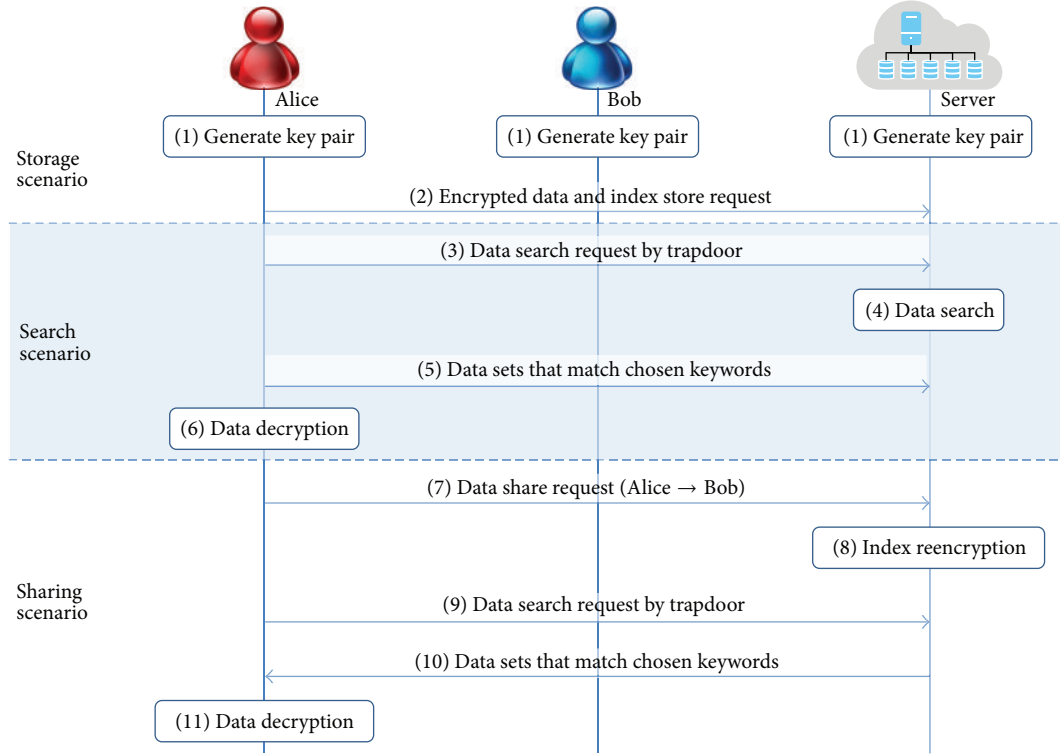 Alice
Bob
Server
(1) Generate key pair
(1) Generate key pair
(1) Generate key pair
Storage
scenario
(2) Encrypted data and index store request
(3) Data search request by trapdoor
(4) Data search
Search
scenario
(5) Data sets that match chosen keywords
(6) Data decryption
(7) Data share request (Alice → Bob)
(8) Index reencryption
Sharing
scenario
(9) Data search request by trapdoor
(10) Data sets that match chosen keywords
(11) Data decryption